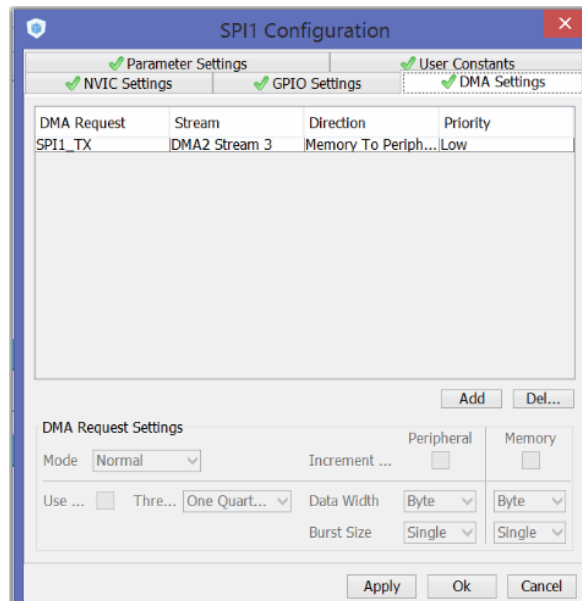 SPI1 Configuration
Parameter Settings User Constants
NVIC Settings GPIO Settings DMA Settings
DMA Request Stream Direction Priority
SPI1_TX DMA2 Stream 3 Memory To Periph... Low
Add Del...
DMA Request Settings
Peripheral Memory
Mode Normal Increment ...
Use ... Thre... One Quart... Data Width Byte Byte
Burst Size Single Single
Apply Ok Cancel